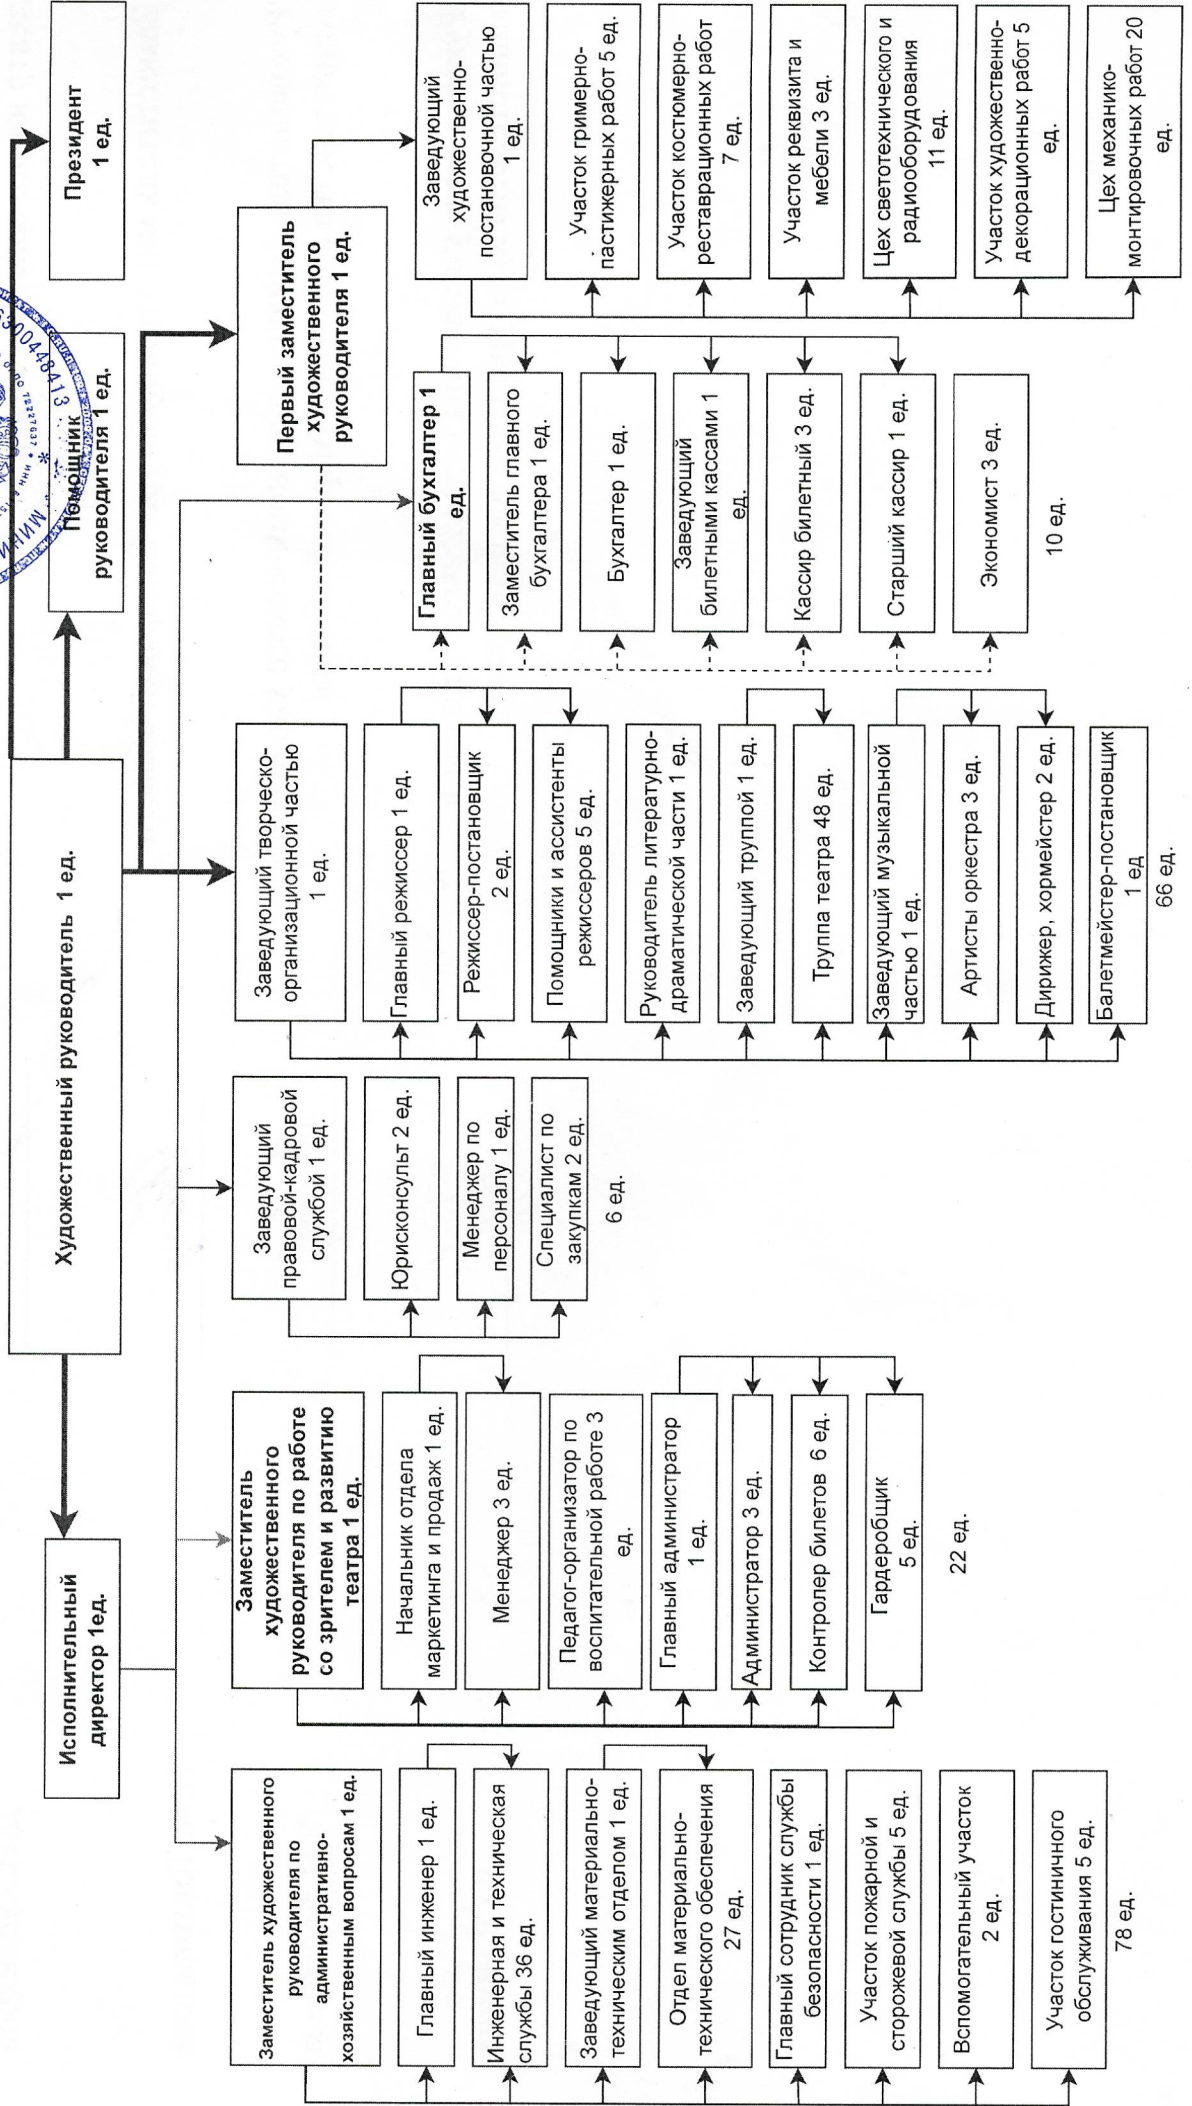 Художественный руководитель 1 ед.
Исполнительный
директор 1ед.
Помощник
руководителя 1 ед.
Президент
1 ед.
300448413
МИНИ
Заместитель художественного
руководителя по
административно-
хозяйственным вопросам 1 ед.
Главный инженер 1 ед.
Инженерная и техническая
службы 36 ед.
Заведующий материально-
техническим отделом 1 ед.
Отдел материально-
технического обеспечения
27 ед.
Главный сотрудник службы
безопасности 1 ед.
Участок пожарной и
сторожевой службы 5 ед.
Вспомогательный участок
2 ед.
Участок гостиничного
обслуживания 5 ед.
78 ед.
Заместитель
художественного
руководителя по работе
со зрителем и развитию
театра 1 ед.
Начальник отдела
маркетинга и продаж 1 ед.
Менеджер 3 ед.
Педагог-организатор по
воспитательной работе 3
ед.
Главный администратор
1 ед.
Администратор 3 ед.
Контролер билетов 6 ед.
Гардеробщик
5 ед.
22 ед.
Заведующий
правовой-кадровой
службой 1 ед.
Юрисконсульт 2 ед.
Менеджер по
персоналу 1 ед.
Специалист по
закупкам 2 ед.
6 ед.
Заведующий творческо-
организационной частью
1 ед.
Главный режиссер 1 ед.
Режиссер-постановщик
2 ед.
Помощники и ассистенты
режиссеров 5 ед.
Руководитель литературно-
драматической части 1 ед.
Заведующий труппой 1 ед.
Труппа театра 48 ед.
Заведующий музыкальной
частью 1 ед.
Артисты оркестра 3 ед.
Дирижер, хормейстер 2 ед.
Балетмейстер-постановщик
1 ед
66 ед.
Первый заместитель
художественного
руководителя 1 ед.
Главный бухгалтер 1
ед.
Заместитель главного
бухгалтера 1 ед.
Бухгалтер 1 ед.
Заведующий
билетными кассами 1
ед.
Кассир билетный 3 ед.
Старший кассир 1 ед.
Экономист 3 ед.
10 ед.
Заведующий
художественно-
постановочной частью
1 ед.
Участок гримерно-
пастижерных работ 5 ед.
Участок костюмерно-
реставрационных работ
7 ед.
Участок реквизита и
мебели 3 ед.
Цех светотехнического и
радиооборудования
11 ед.
Участок художественно-
декорационных работ 5
ед.
Цех механико-
монтировочных работ 20
ед.